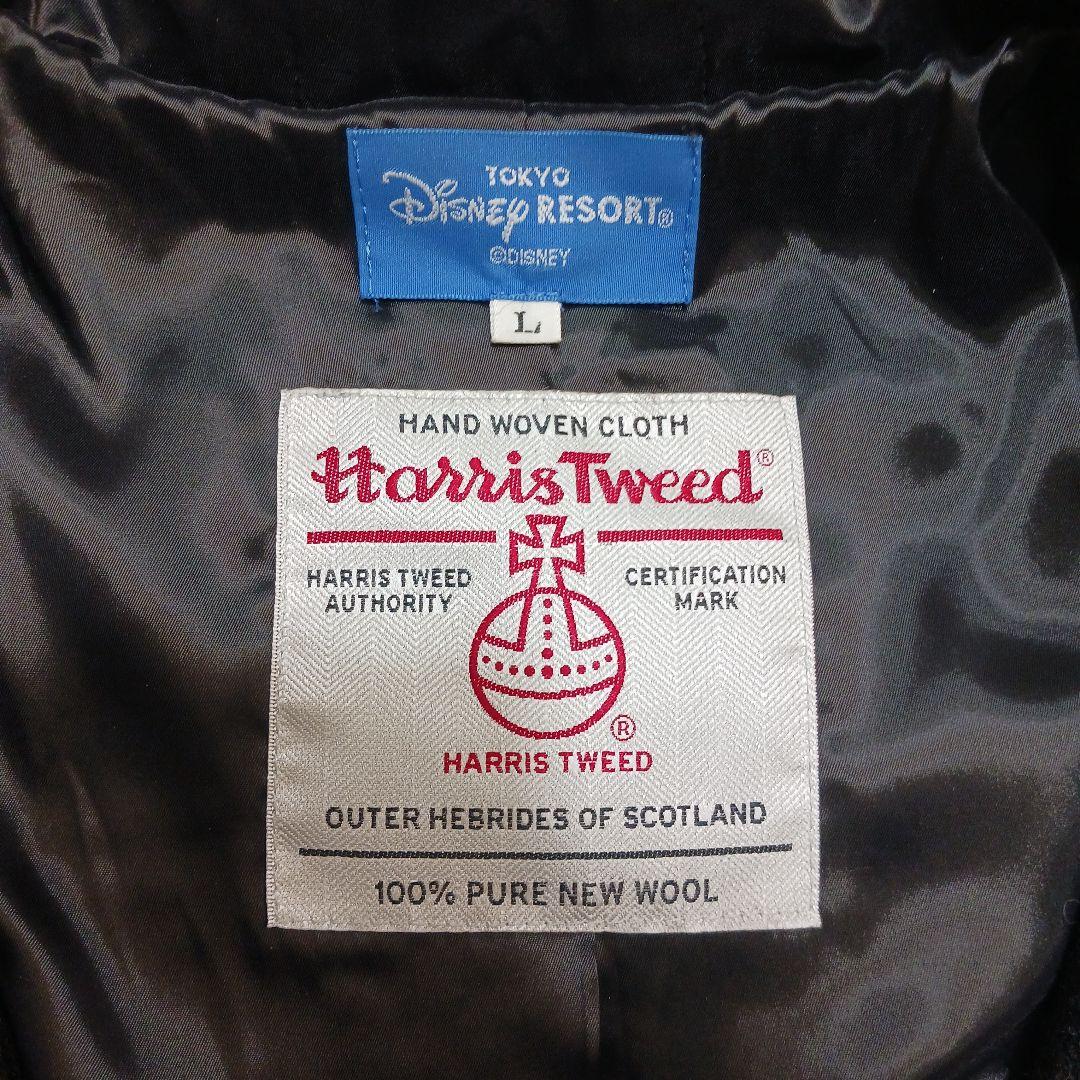 TOKYO
Disney RESORT®
©DISNEY
L
HAND WOVEN CLOTH
Harris Tweed®
HARRIS TWEED
AUTHORITY
CERTIFICATION
MARK
®
HARRIS TWEED
OUTER HEBRIDES OF SCOTLAND
100% PURE NEW WOOL